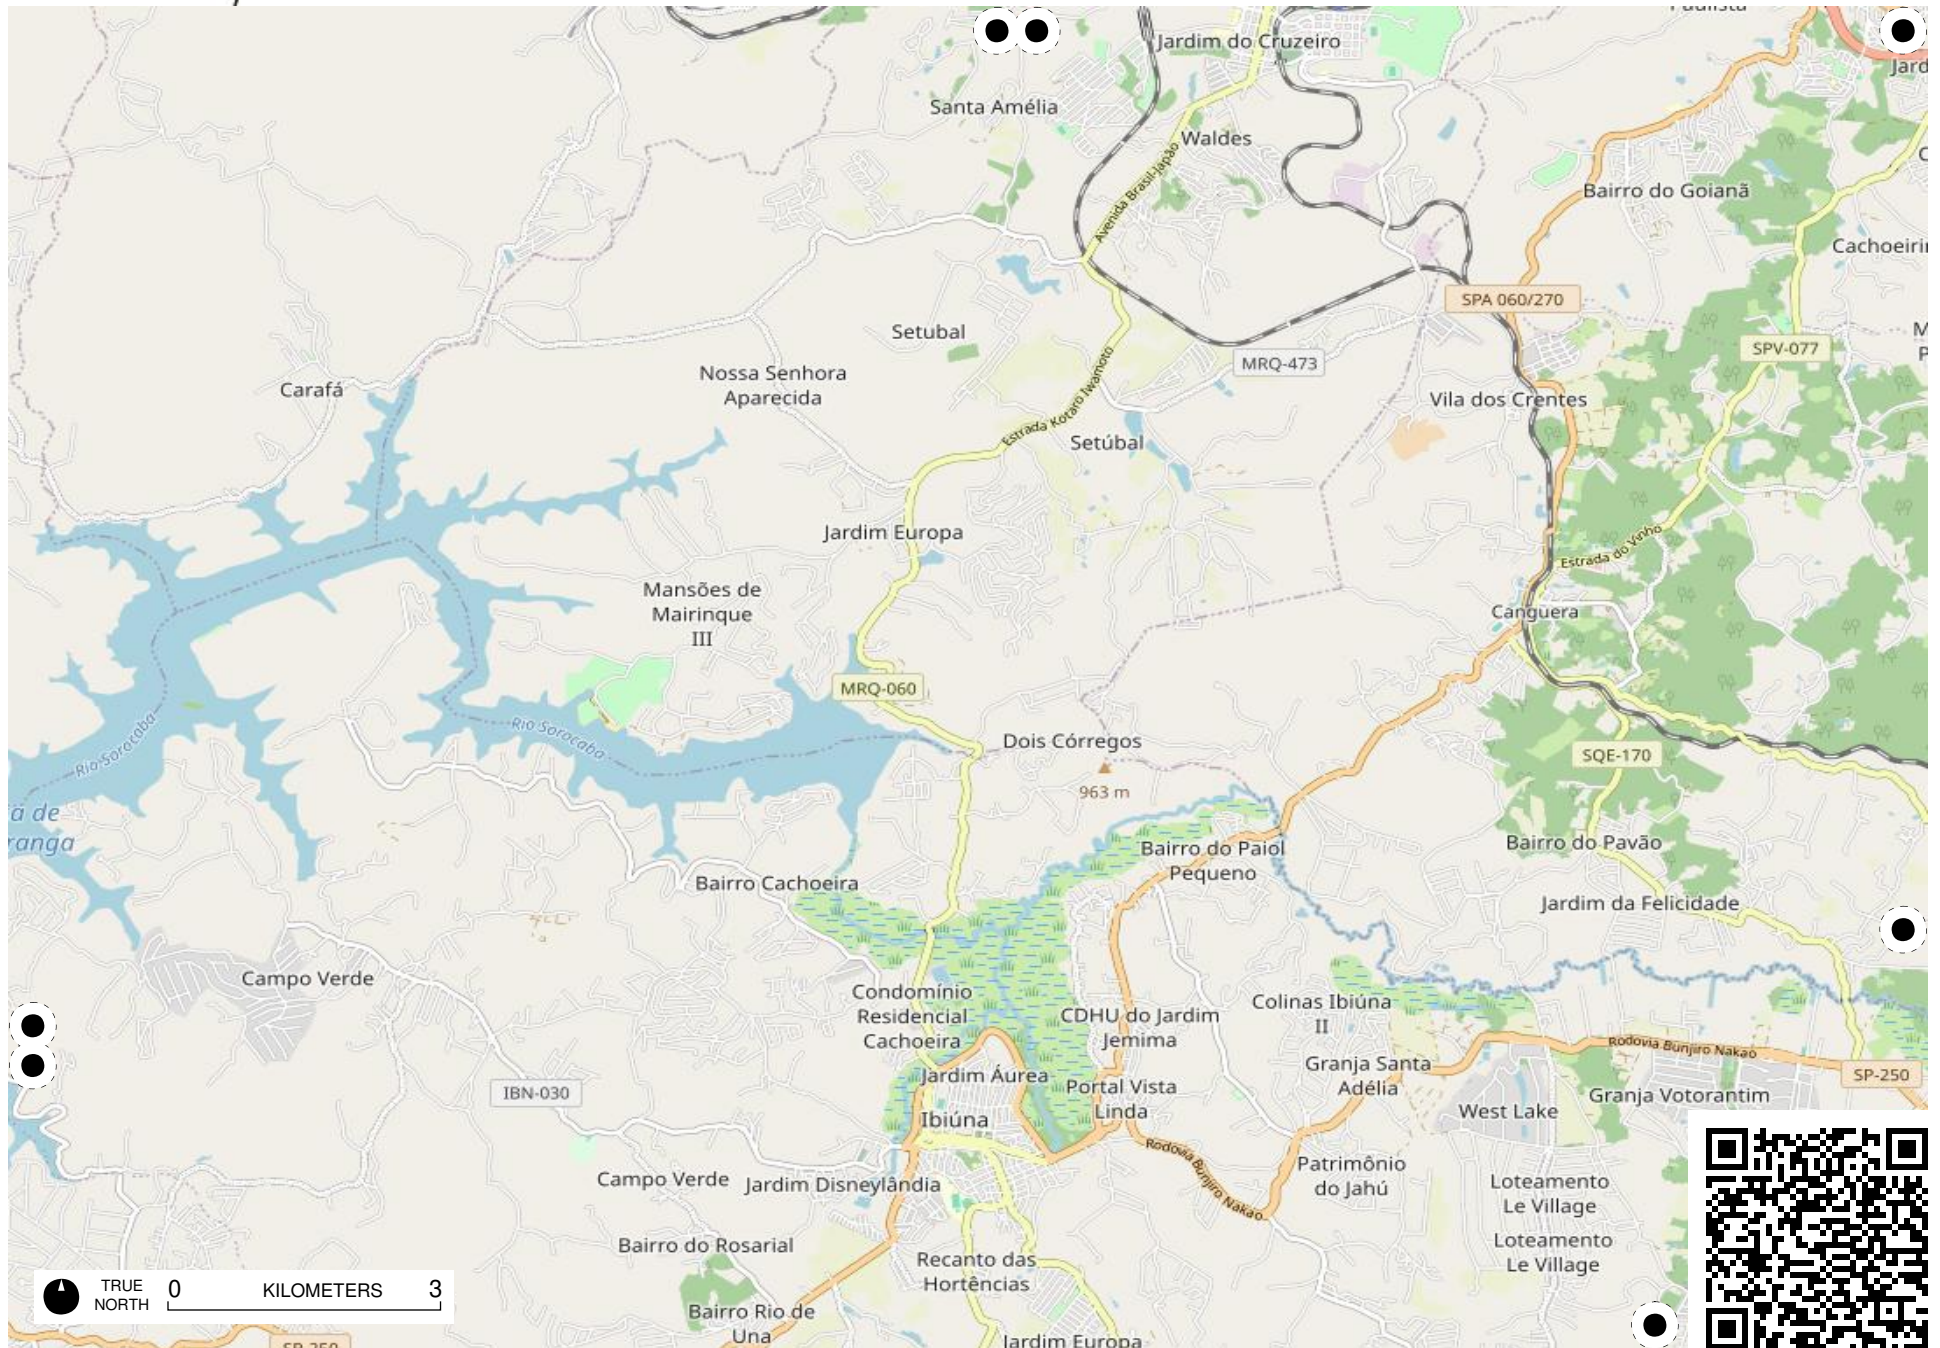 Jardim do Cruzeiro
Santa Amélia
Waldes
Avenida Brasil-Japão
Bairro do Goianã
SPA 060/270
Setubal
MRQ-473
SPV-077
Nossa Senhora
Aparecida
Carafá
Vila dos Crentes
Estrada Kotaro Iwamoto
Setúbal
Jardim Europa
Estrada do Vinho
Mansões de
Mairinque
III
Canguera
MRQ-060
Rio Sorocaba
Rio Sorocaba
Dois Córregos
SQE-170
963 m
Bairro do Paiol
Pequeno
Bairro do Pavão
Bairro Cachoeira
Jardim da Felicidade
Campo Verde
Condomínio
Residencial
Cachoeira
CDHU do Jardim
Jemima
Colinas Ibiúna
II
Rodovia Bunjiro Nakao
Granja Santa
Adélia
Jardim Áurea
SP-250
IBN-030
Portal Vista
Linda
Granja Votorantim
West Lake
Ibiúna
Rodovia Bunjiro Nakao
Patrimônio
do Jahú
Campo Verde
Jardim Disneylândia
Loteamento
Le Village
Bairro do Rosarial
Loteamento
Le Village
Recanto das
Hortências
TRUE
NORTH
0 KILOMETERS 3
Bairro Rio de
Una
Jardim Europa